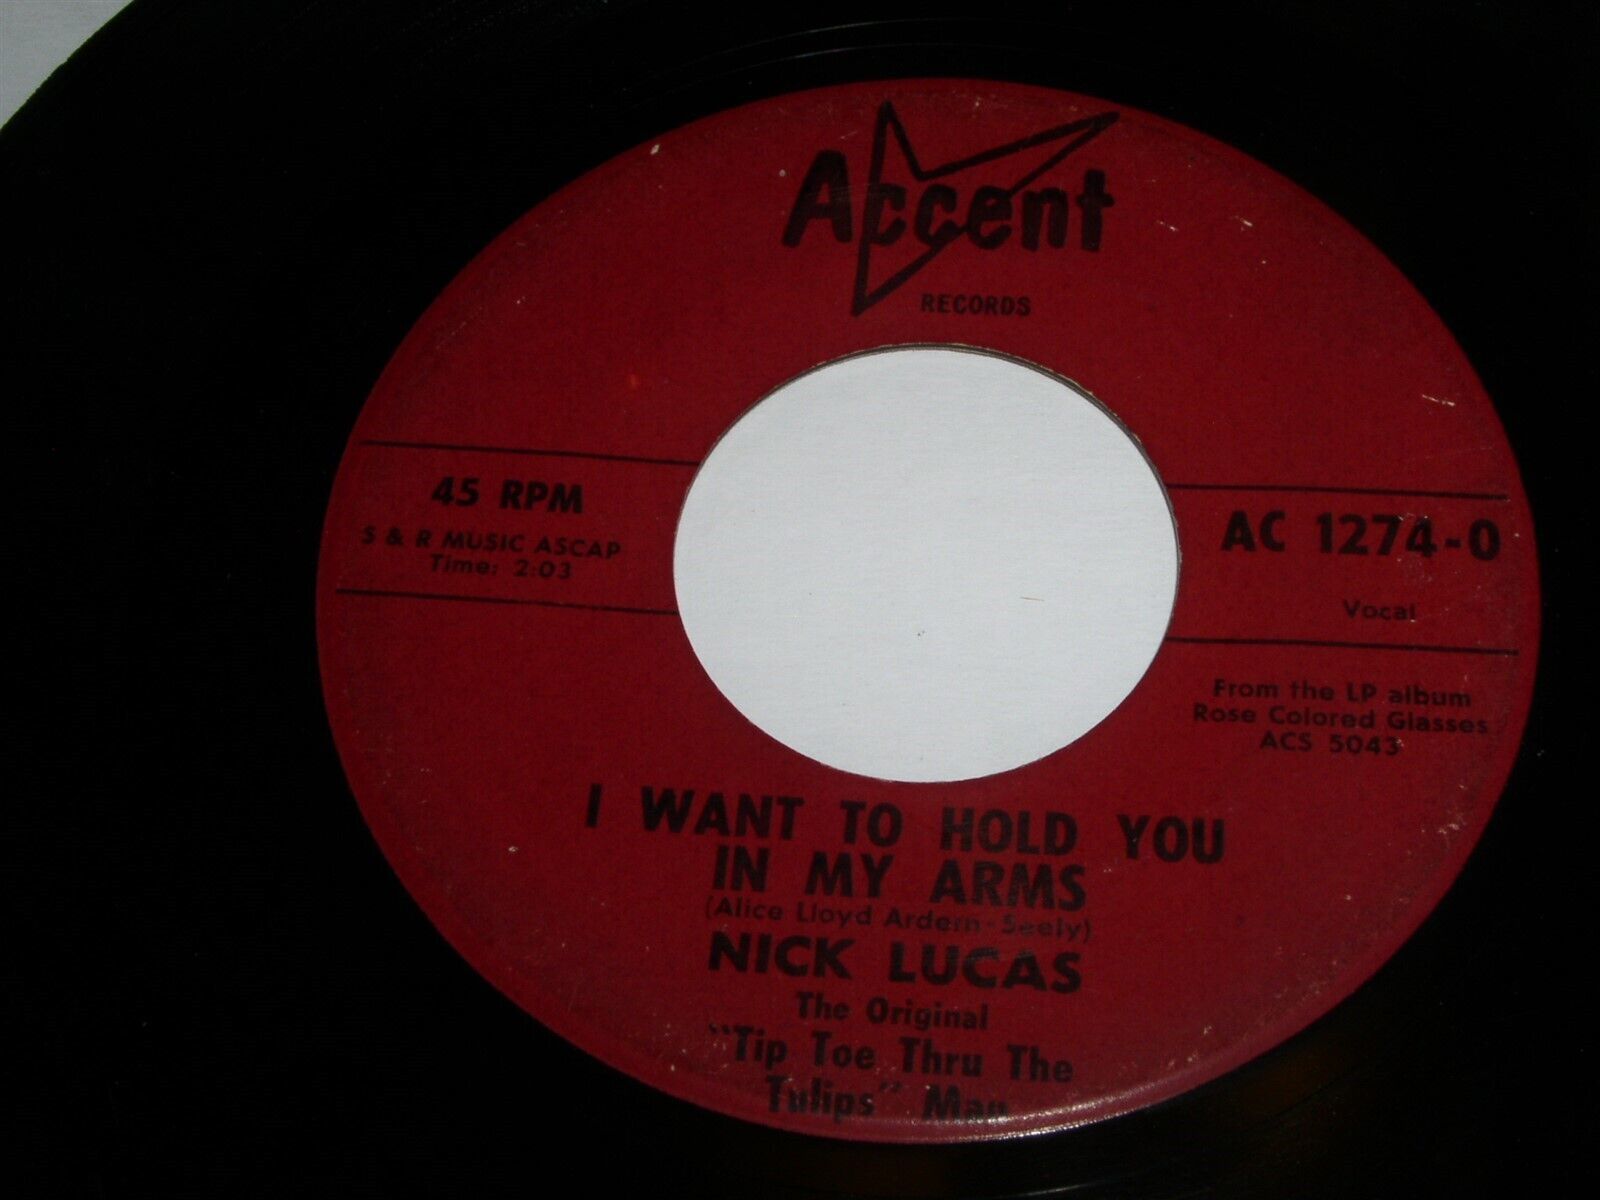 Accent
RECORDS
45 RPM
S & R MUSIC ASCAP
Time: 2:03
AC 1274-0
Vocal
From the LP album
Rose Colored Glasses
ACS 5043
I WANT TO HOLD YOU
IN MY ARMS
(Alice Lloyd Ardern-Seely)
NICK LUCAS
The Original
"Tip Toe Thru The
Tulips" Man